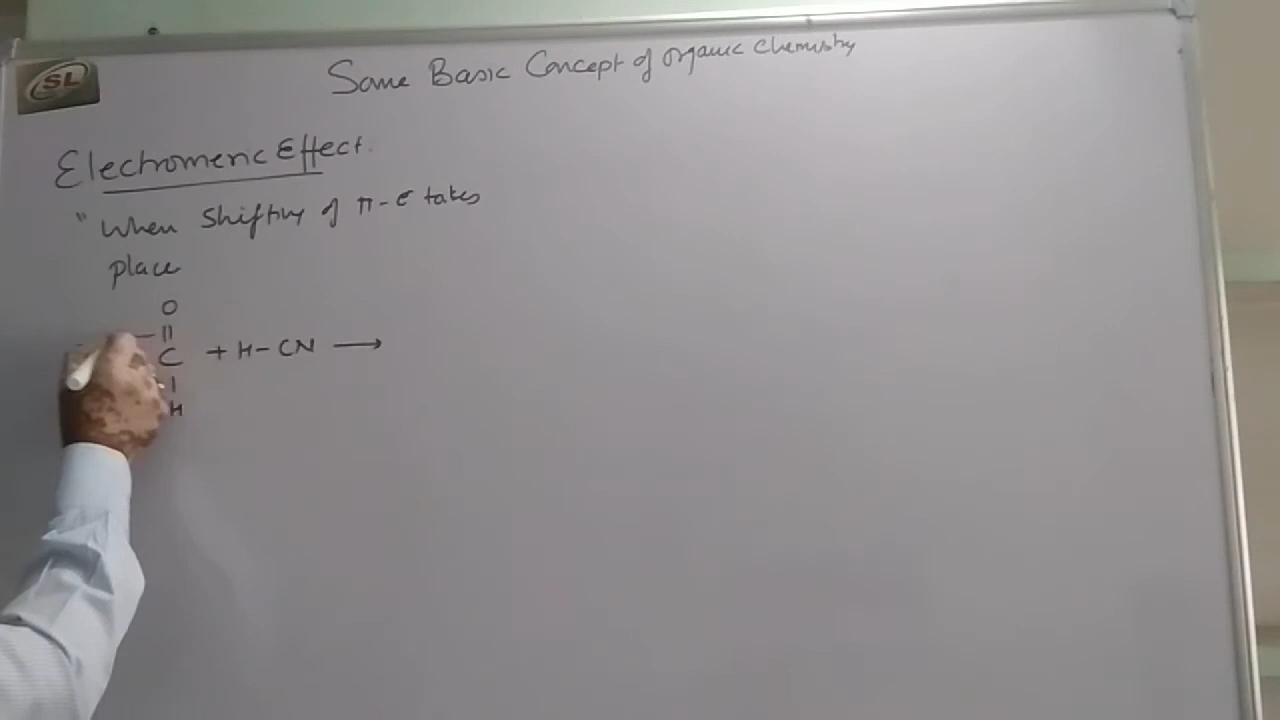 SL
Some Basic Concept of organic Chemistry
Electromeric Effect.
"When Shifting of π-e takes
place
O
C + H-CN →
H